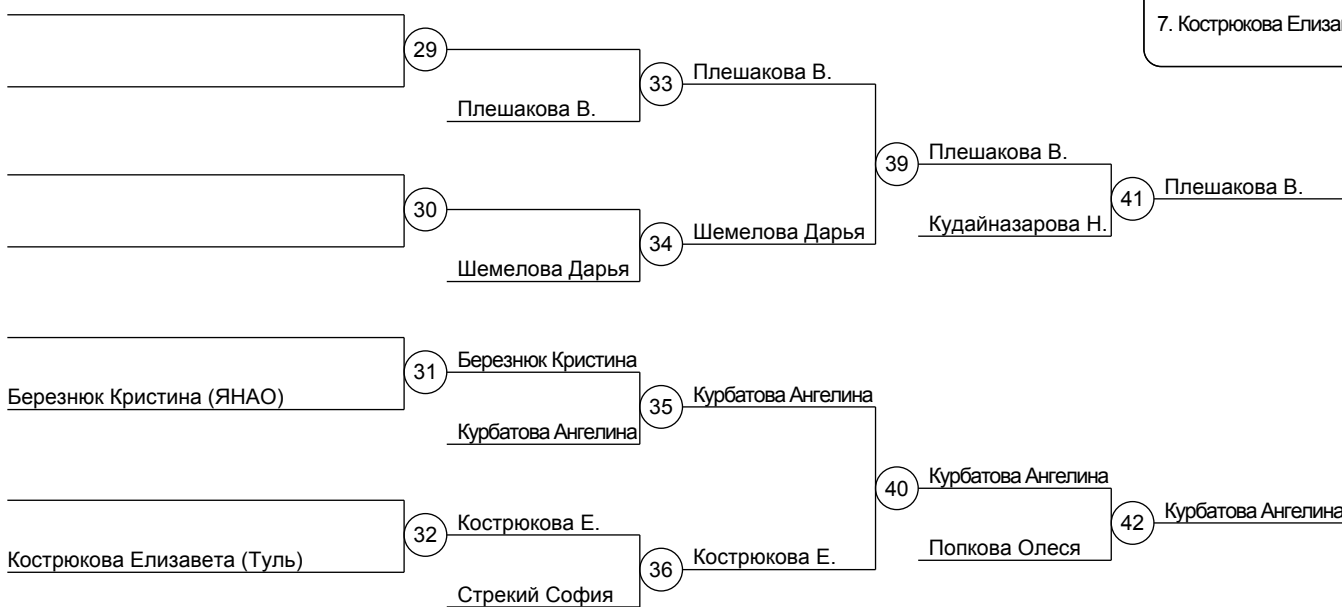 7. Кострюкова Елиза
29
33
Плешакова В.
Плешакова В.
39
Плешакова В.
41
Плешакова В.
30
34
Шемелова Дарья
Кудайназарова Н.
Шемелова Дарья
31
Березнюк Кристина
Березнюк Кристина (ЯНАО)
35
Курбатова Ангелина
Курбатова Ангелина
40
Курбатова Ангелина
42
Курбатова Ангелина
32
Кострюкова Е.
Попкова Олеся
Кострюкова Елизавета (Туль)
36
Кострюкова Е.
Стрекий София